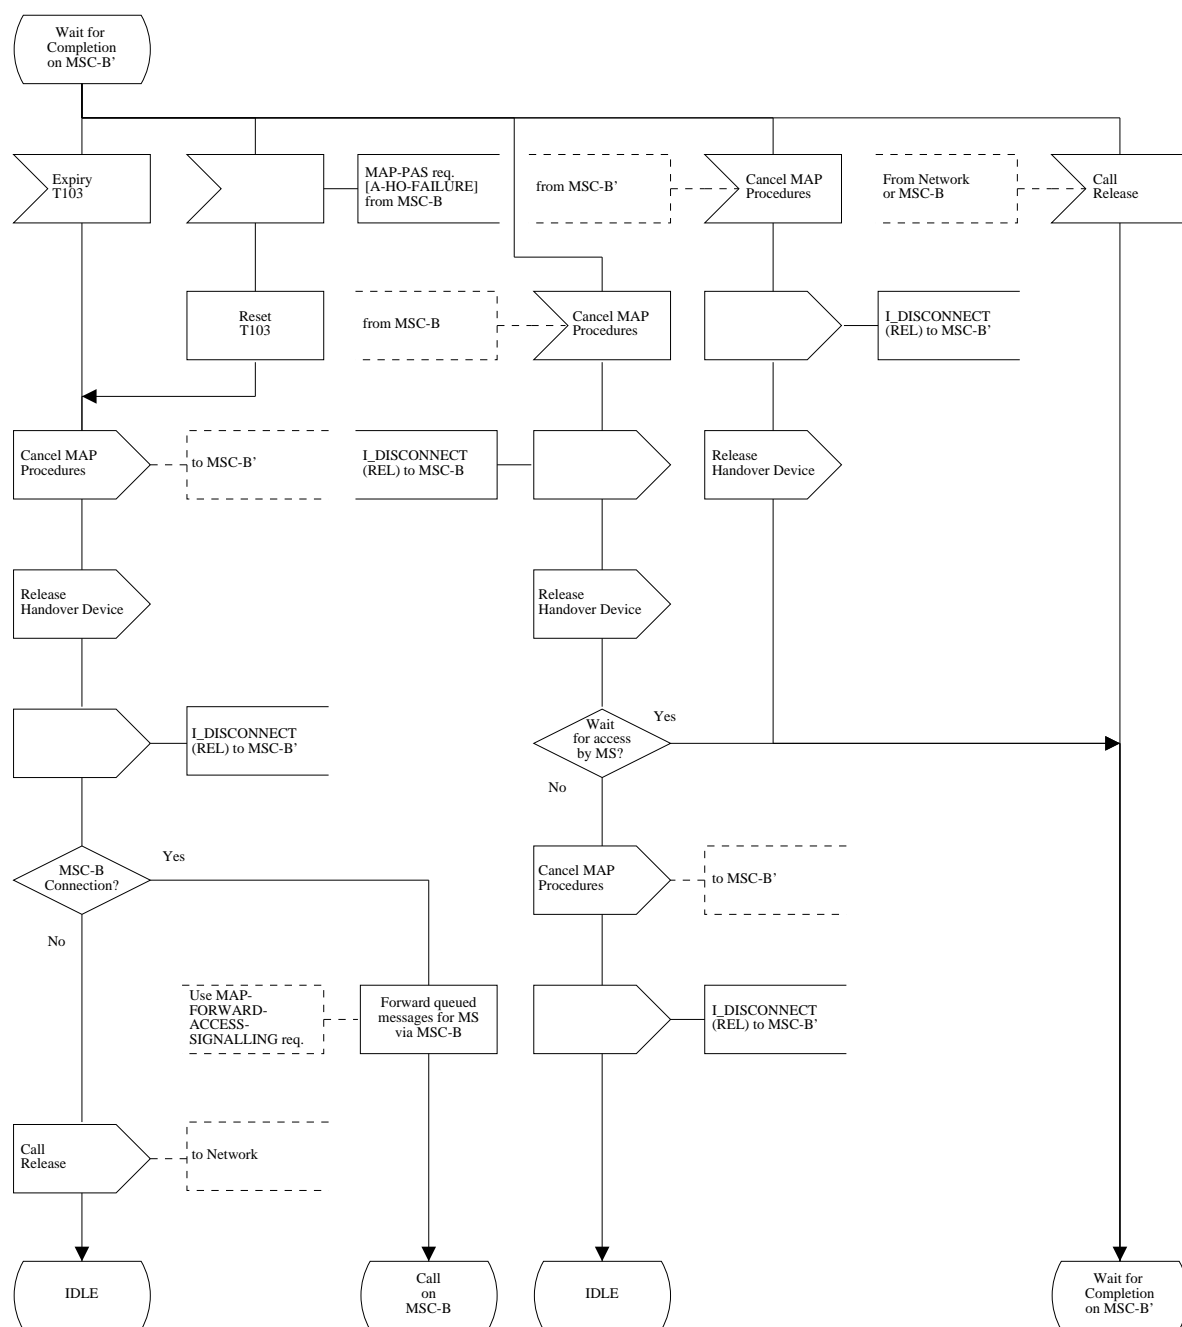 Wait for
Completion
on MSC-B’
Expiry
T103
MAP-PAS req.
[A-HO-FAILURE]
from MSC-B
from MSC-B’
Cancel MAP
Procedures
From Network
or MSC-B
Call
Release
Reset
T103
from MSC-B
Cancel MAP
Procedures
I_DISCONNECT
(REL) to MSC-B’
Cancel MAP
Procedures
to MSC-B’
I_DISCONNECT
(REL) to MSC-B
Release
Handover Device
Release
Handover Device
Release
Handover Device
I_DISCONNECT
(REL) to MSC-B’
Wait
for access
by MS?
Yes
No
MSC-B
Connection?
Yes
No
Cancel MAP
Procedures
to MSC-B’
Use MAP-
FORWARD-
ACCESS-
SIGNALLING req.
Forward queued
messages for MS
via MSC-B
I_DISCONNECT
(REL) to MSC-B’
Call
Release
to Network
IDLE
Call
on
MSC-B
IDLE
Wait for
Completion
on MSC-B’